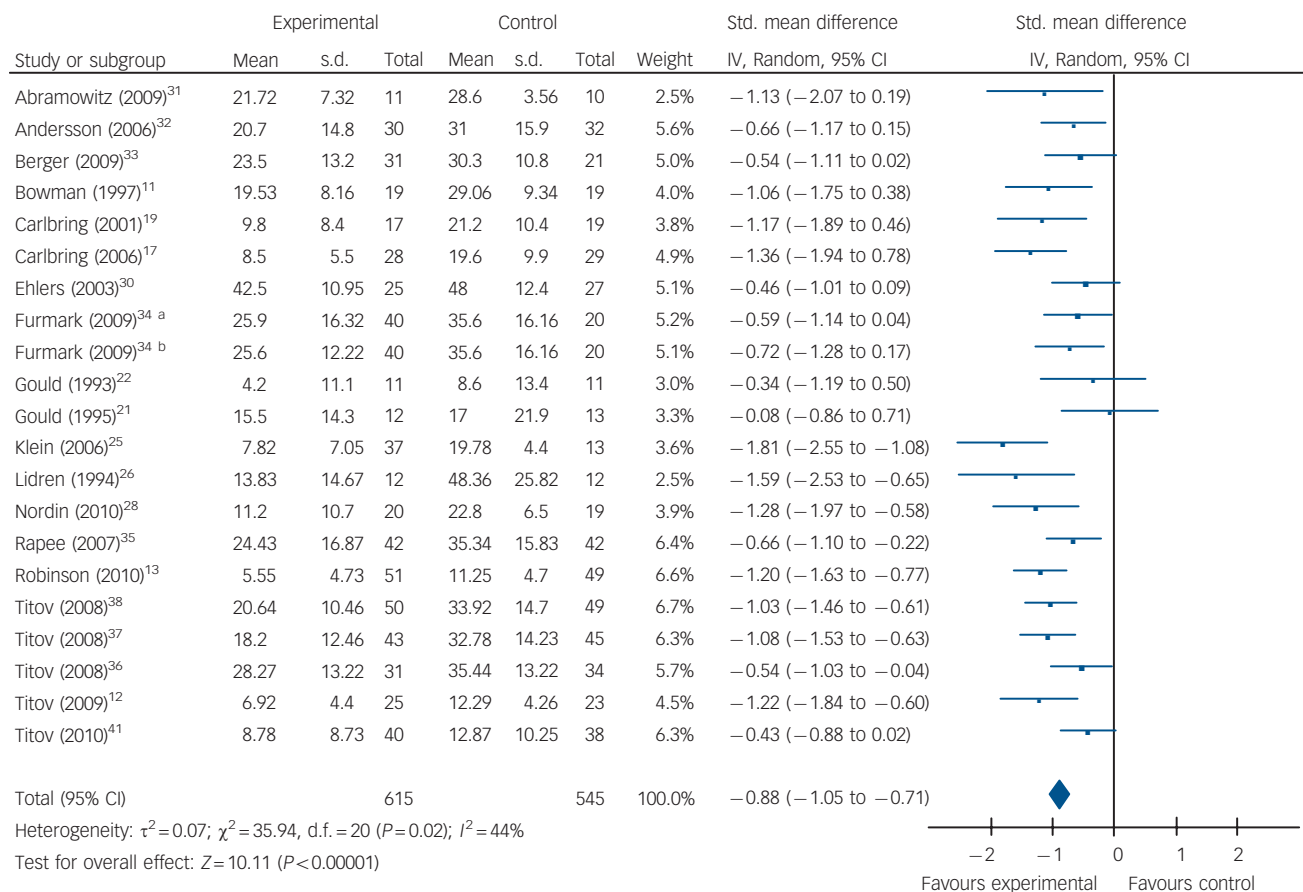 Experimental Control Std. mean difference Std. mean difference
Study or subgroup Mean s.d. Total Mean s.d. Total Weight IV, Random, 95% CI IV, Random, 95% CI
Abramowitz (2009)31 21.72 7.32 11 28.6 3.56 10 2.5% −1.13 (−2.07 to 0.19)
Andersson (2006)32 20.7 14.8 30 31 15.9 32 5.6% −0.66 (−1.17 to 0.15)
Berger (2009)33 23.5 13.2 31 30.3 10.8 21 5.0% −0.54 (−1.11 to 0.02)
Bowman (1997)11 19.53 8.16 19 29.06 9.34 19 4.0% −1.06 (−1.75 to 0.38)
Carlbring (2001)19 9.8 8.4 17 21.2 10.4 19 3.8% −1.17 (−1.89 to 0.46)
Carlbring (2006)17 8.5 5.5 28 19.6 9.9 29 4.9% −1.36 (−1.94 to 0.78)
Ehlers (2003)30 42.5 10.95 25 48 12.4 27 5.1% −0.46 (−1.01 to 0.09)
Furmark (2009)34 a 25.9 16.32 40 35.6 16.16 20 5.2% −0.59 (−1.14 to 0.04)
Furmark (2009)34 b 25.6 12.22 40 35.6 16.16 20 5.1% −0.72 (−1.28 to 0.17)
Gould (1993)22 4.2 11.1 11 8.6 13.4 11 3.0% −0.34 (−1.19 to 0.50)
Gould (1995)21 15.5 14.3 12 17 21.9 13 3.3% −0.08 (−0.86 to 0.71)
Klein (2006)25 7.82 7.05 37 19.78 4.4 13 3.6% −1.81 (−2.55 to −1.08)
Lidren (1994)26 13.83 14.67 12 48.36 25.82 12 2.5% −1.59 (−2.53 to −0.65)
Nordin (2010)28 11.2 10.7 20 22.8 6.5 19 3.9% −1.28 (−1.97 to −0.58)
Rapee (2007)35 24.43 16.87 42 35.34 15.83 42 6.4% −0.66 (−1.10 to −0.22)
Robinson (2010)13 5.55 4.73 51 11.25 4.7 49 6.6% −1.20 (−1.63 to −0.77)
Titov (2008)38 20.64 10.46 50 33.92 14.7 49 6.7% −1.03 (−1.46 to −0.61)
Titov (2008)37 18.2 12.46 43 32.78 14.23 45 6.3% −1.08 (−1.53 to −0.63)
Titov (2008)36 28.27 13.22 31 35.44 13.22 34 5.7% −0.54 (−1.03 to −0.04)
Titov (2009)12 6.92 4.4 25 12.29 4.26 23 4.5% −1.22 (−1.84 to −0.60)
Titov (2010)41 8.78 8.73 40 12.87 10.25 38 6.3% −0.43 (−0.88 to 0.02)
Total (95% CI) 615 545 100.0% −0.88 (−1.05 to −0.71)
Heterogeneity: τ2=0.07; χ2=35.94, d.f.=20 (P=0.02); I2=44%
Test for overall effect: Z=10.11 (P<0.00001)
−2 −1 0 1 2
Favours experimental Favours control